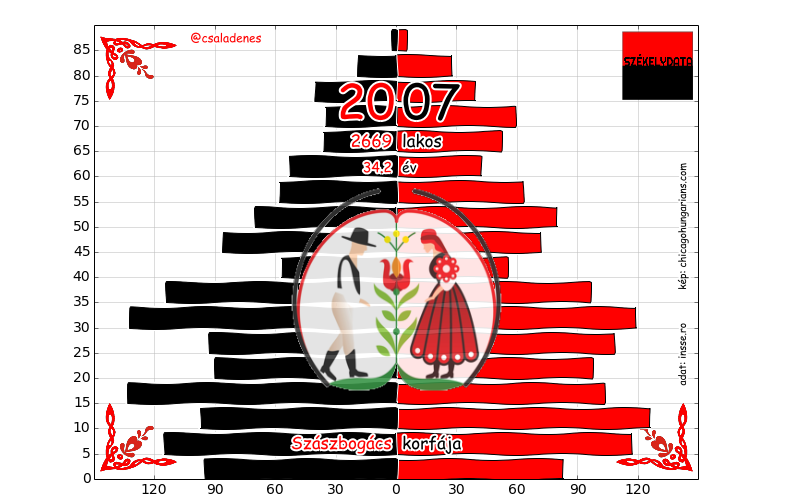 @csaladenes
SZÉKELYDATA
2007
2669 lakos
34.2 év
kép: chicagohungarians.com
adat: insse.ro
Szászbogács korfája
85
80
75
70
65
60
55
50
45
40
35
30
25
20
15
10
5
0
120 90 60 30 0 30 60 90 120